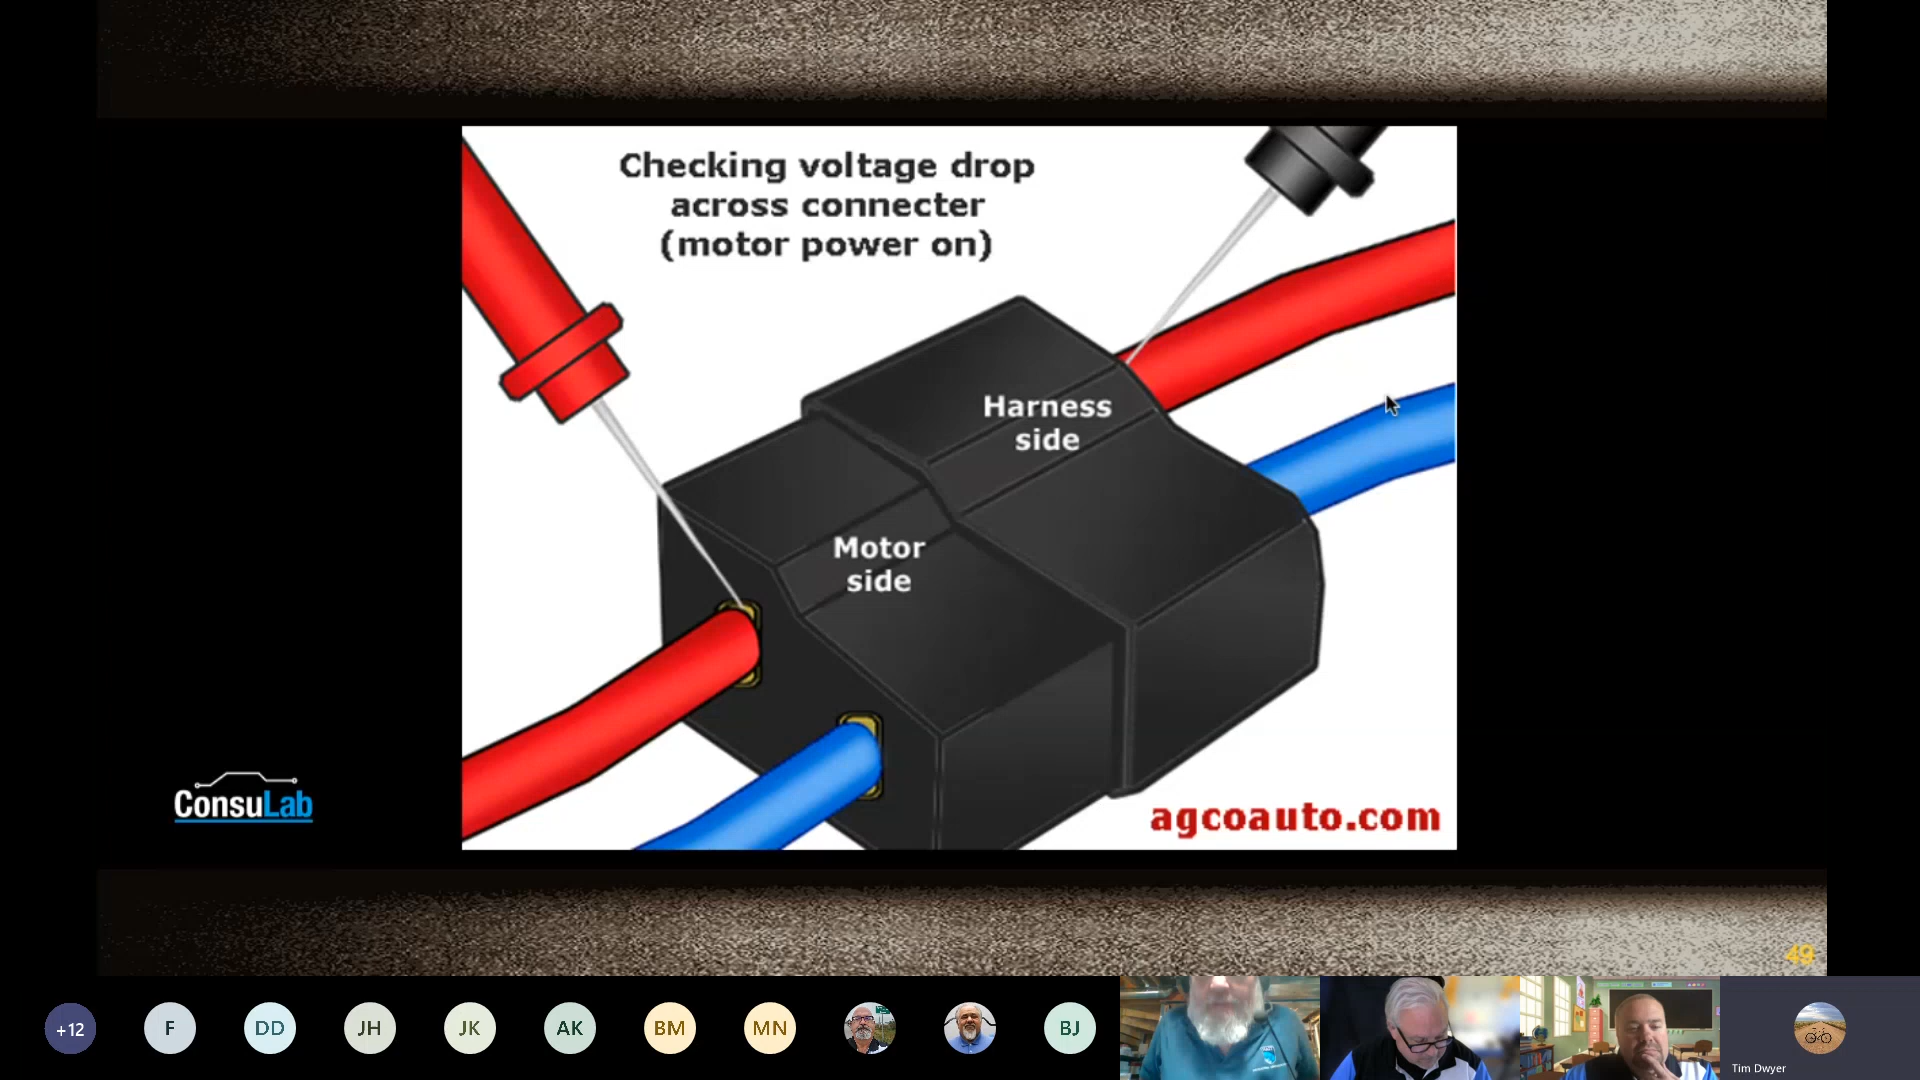 Checking voltage drop
across connecter
(motor power on)
Harness
side
Motor
side
ConsuLab
agcoauto.com
49
+12
F
DD
JH
JK
AK
BM
MN
BJ
Tim Dwyer